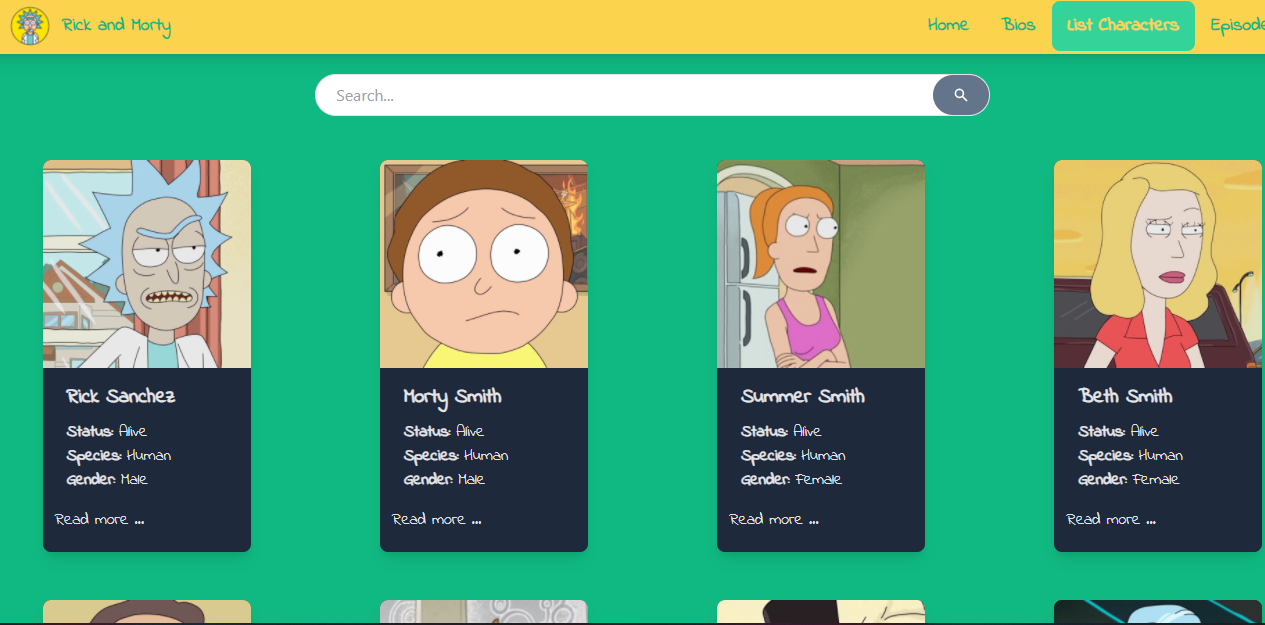 Rick and Morty Home Bios List Characters Episode
Search...
Rick Sanchez
Status: Alive
Species: Human
Gender: Male
Read more ...
Morty Smith
Status: Alive
Species: Human
Gender: Male
Read more ...
Summer Smith
Status: Alive
Species: Human
Gender: Female
Read more ...
Beth Smith
Status: Alive
Species: Human
Gender: Female
Read more ...